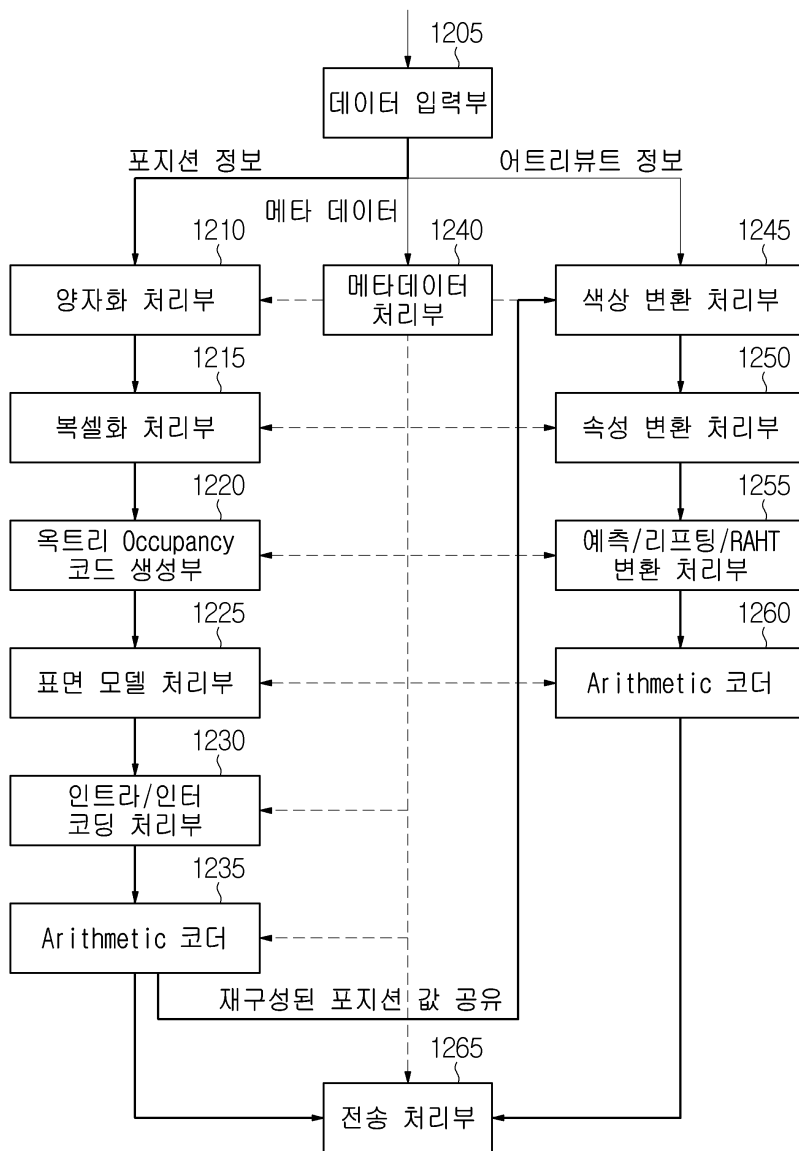 1205
데이터 입력부
포지션 정보
어트리뷰트 정보
메타 데이터
1210
양자화 처리부
1240
메타데이터
처리부
1245
색상 변환 처리부
1215
복셀화 처리부
1250
속성 변환 처리부
1220
옥트리 Occupancy
코드 생성부
1255
예측/리프팅/RAHT
변환 처리부
1225
표면 모델 처리부
1260
Arithmetic 코더
1230
인트라/인터
코딩 처리부
1235
Arithmetic 코더
재구성된 포지션 값 공유
1265
전송 처리부